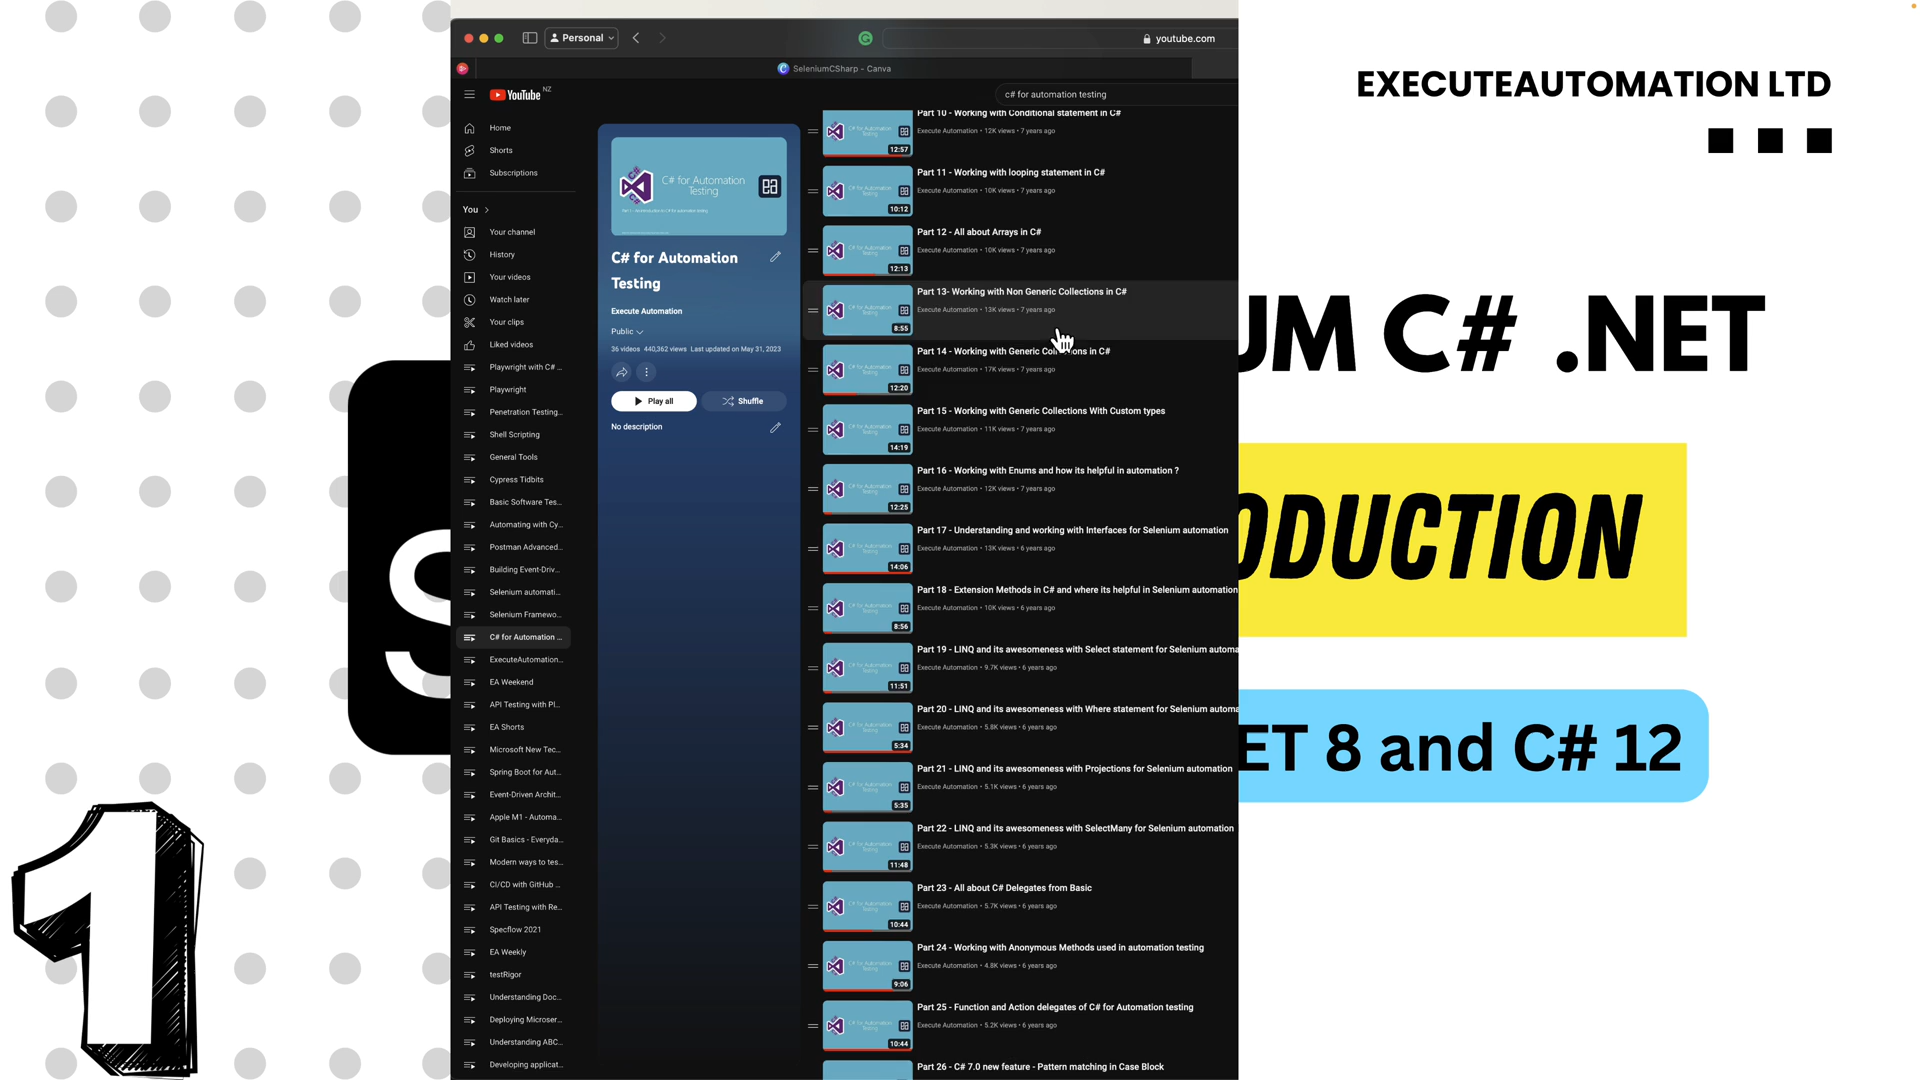 Personal
youtube.com
SeleniumCSharp - Canva
YouTube NZ
c# for automation testing
Home
Shorts
Subscriptions
You
Your channel
History
Your videos
Watch later
Your clips
Liked videos
Playwright with C# ...
Playwright
Penetration Testing...
Shell Scripting
General Tools
Cypress Tidbits
Basic Software Tes...
Automating with Cy...
Postman Advanced...
Building Event-Driv...
Selenium automati...
Selenium Framewo...
C# for Automation ...
ExecuteAutomation...
EA Weekend
API Testing with Pl...
EA Shorts
Microsoft New Tec...
Spring Boot for Aut...
Event-Driven Archit...
Apple M1 - Automa...
Git Basics - Everyda...
Modern ways to tes...
CI/CD with GitHub ...
API Testing with Re...
Specflow 2021
EA Weekly
testRigor
Understanding Doc...
Deploying Microser...
Understanding ABC...
Developing applicat...
C# for Automation
Testing
C# for Automation
Testing
Execute Automation
Public
36 videos 440,362 views Last updated on May 31, 2023
Play all
Shuffle
No description
Part 10 - Working with Conditional statement in C#
Execute Automation • 12K views • 7 years ago
12:57
Part 11 - Working with looping statement in C#
Execute Automation • 10K views • 7 years ago
10:12
Part 12 - All about Arrays in C#
Execute Automation • 10K views • 7 years ago
12:13
Part 13- Working with Non Generic Collections in C#
Execute Automation • 13K views • 7 years ago
8:55
Part 14 - Working with Generic Collections in C#
Execute Automation • 17K views • 7 years ago
12:20
Part 15 - Working with Generic Collections With Custom types
Execute Automation • 11K views • 7 years ago
14:19
Part 16 - Working with Enums and how its helpful in automation ?
Execute Automation • 12K views • 7 years ago
12:25
Part 17 - Understanding and working with Interfaces for Selenium automation
Execute Automation • 13K views • 6 years ago
14:06
Part 18 - Extension Methods in C# and where its helpful in Selenium automation
Execute Automation • 10K views • 6 years ago
8:56
Part 19 - LINQ and its awesomeness with Select statement for Selenium automa
Execute Automation • 9.7K views • 6 years ago
11:51
Part 20 - LINQ and its awesomeness with Where statement for Selenium automa
Execute Automation • 5.8K views • 6 years ago
5:34
Part 21 - LINQ and its awesomeness with Projections for Selenium automation
Execute Automation • 5.1K views • 6 years ago
5:35
Part 22 - LINQ and its awesomeness with SelectMany for Selenium automation
Execute Automation • 5.3K views • 6 years ago
11:48
Part 23 - All about C# Delegates from Basic
Execute Automation • 5.7K views • 6 years ago
10:44
Part 24 - Working with Anonymous Methods used in automation testing
Execute Automation • 4.8K views • 6 years ago
9:06
Part 25 - Function and Action delegates of C# for Automation testing
Execute Automation • 5.2K views • 6 years ago
10:44
Part 26 - C# 7.0 new feature - Pattern matching in Case Block
EXECUTEAUTOMATION LTD
UM C# .NET
ODUCTION
ET 8 and C# 12
S
1